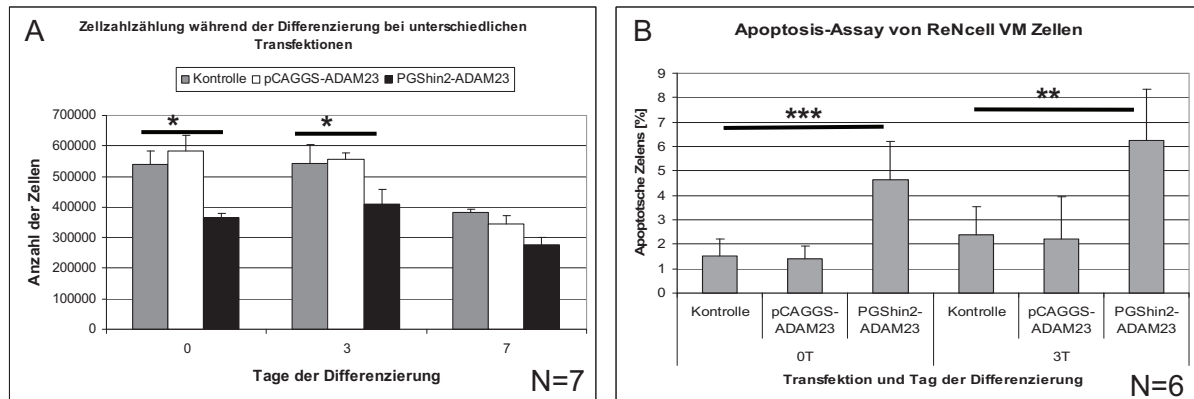 A
Zellzahlzählung während der Differenzierung bei unterschiedlichen
Transfektionen
Kontrolle pCAGGS-ADAM23 PGShin2-ADAM23
Anzahl der Zellen
700000
600000
500000
400000
300000
200000
100000
0
* *
0 3 7
Tage der Differenzierung
N=7
B
Apoptosis-Assay von ReNcell VM Zellen
Apoptotsche Zelens [%]
9
8
7
6
5
4
3
2
1
0
*** **
Kontrolle pCAGGS- PGShin2- Kontrolle pCAGGS- PGShin2-
ADAM23 ADAM23 ADAM23 ADAM23
0T 3T
Transfektion und Tag der Differenzierung
N=6